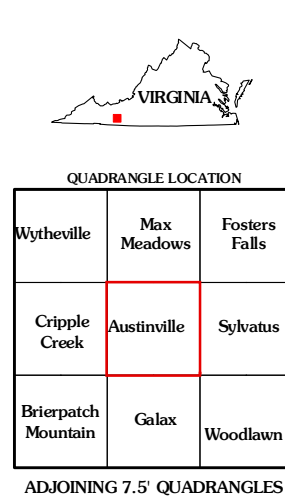 VIRGINIA
QUADRANGLE LOCATION
Wytheville
Max
Meadows
Fosters
Falls
Cripple
Creek
Austinville
Sylvatus
Brierpatch
Mountain
Galax
Woodlawn
ADJOINING 7.5' QUADRANGLES